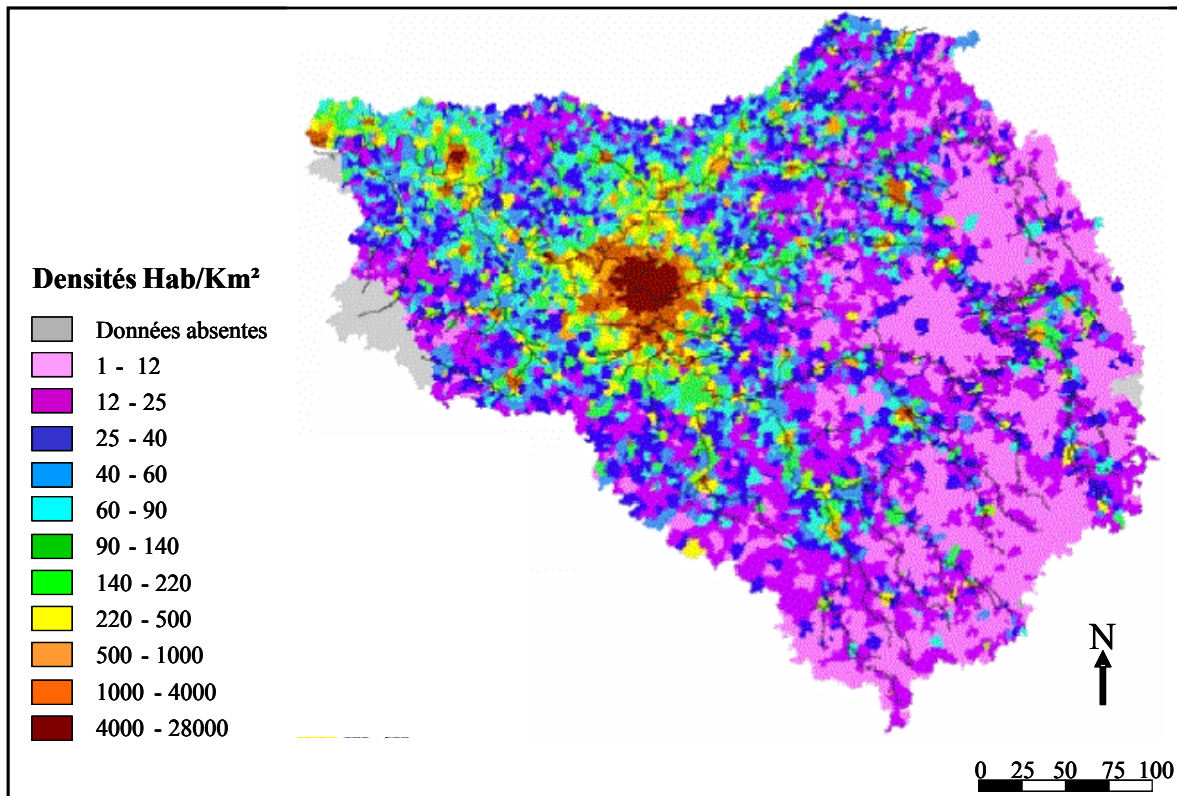 Densités Hab/Km²
Données absentes
1 - 12
12 - 25
25 - 40
40 - 60
60 - 90
90 - 140
140 - 220
220 - 500
500 - 1000
1000 - 4000
4000 - 28000
N
0 25 50 75 100